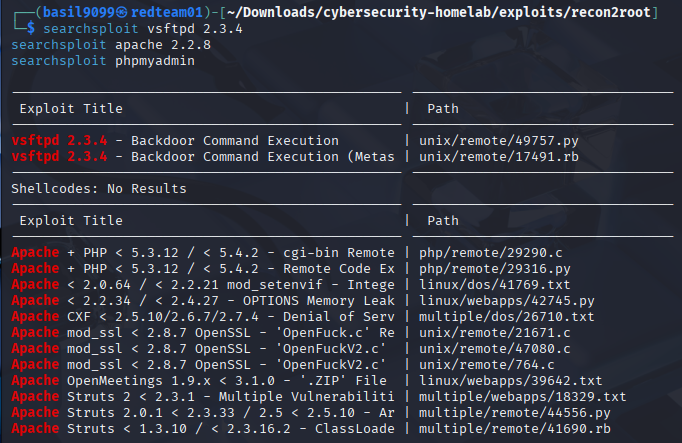 ┌──(basil9099㉿redteam01)-[~/Downloads/cybersecurity-homelab/exploits/recon2root]
└─$ searchsploit vsftpd 2.3.4
searchsploit apache 2.2.8
searchsploit phpmyadmin
Exploit Title | Path
vsftpd 2.3.4 - Backdoor Command Execution | unix/remote/49757.py
vsftpd 2.3.4 - Backdoor Command Execution (Metas | unix/remote/17491.rb
Shellcodes: No Results
Exploit Title | Path
Apache + PHP < 5.3.12 / < 5.4.2 - cgi-bin Remote | php/remote/29290.c
Apache + PHP < 5.3.12 / < 5.4.2 - Remote Code Ex | php/remote/29316.py
Apache < 2.0.64 / < 2.2.21 mod_setenvif - Intege | linux/dos/41769.txt
Apache < 2.2.34 / < 2.4.27 - OPTIONS Memory Leak | linux/webapps/42745.py
Apache CXF < 2.5.10/2.6.7/2.7.4 - Denial of Serv | multiple/dos/26710.txt
Apache mod_ssl < 2.8.7 OpenSSL - 'OpenFuck.c' Re | unix/remote/21671.c
Apache mod_ssl < 2.8.7 OpenSSL - 'OpenFuckV2.c' | unix/remote/47080.c
Apache mod_ssl < 2.8.7 OpenSSL - 'OpenFuckV2.c' | unix/remote/764.c
Apache OpenMeetings 1.9.x < 3.1.0 - '.ZIP' File | linux/webapps/39642.txt
Apache Struts 2 < 2.3.1 - Multiple Vulnerabiliti | multiple/webapps/18329.txt
Apache Struts 2.0.1 < 2.3.33 / 2.5 < 2.5.10 - Ar | multiple/remote/44556.py
Apache Struts < 1.3.10 / < 2.3.16.2 - ClassLoade | multiple/remote/41690.rb